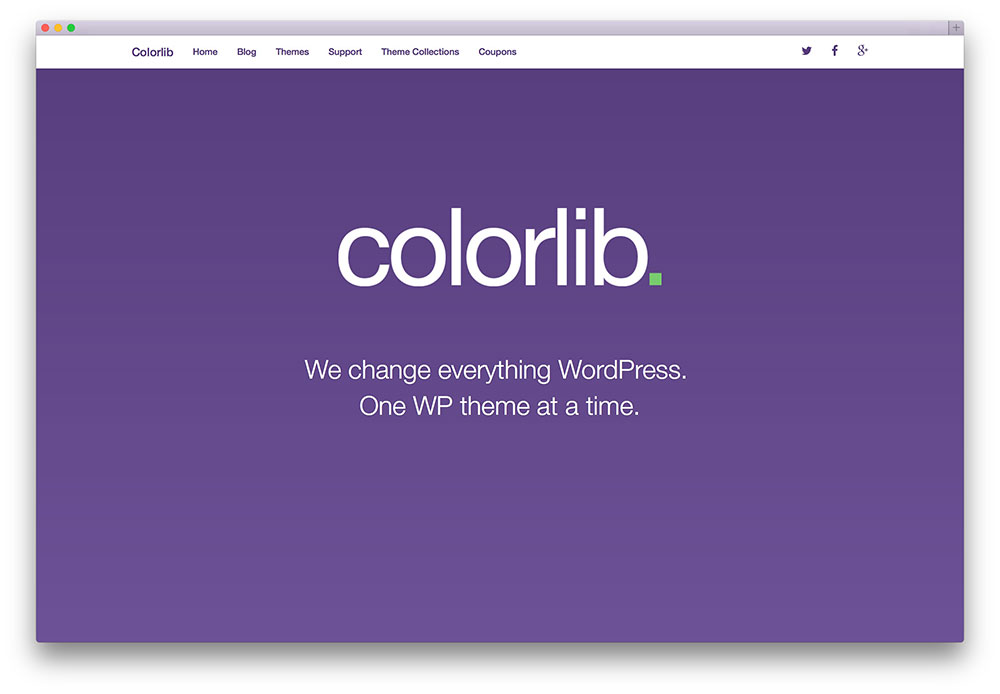 Colorlib Home Blog Themes Support Theme Collections Coupons
colorlib.
We change everything WordPress.
One WP theme at a time.